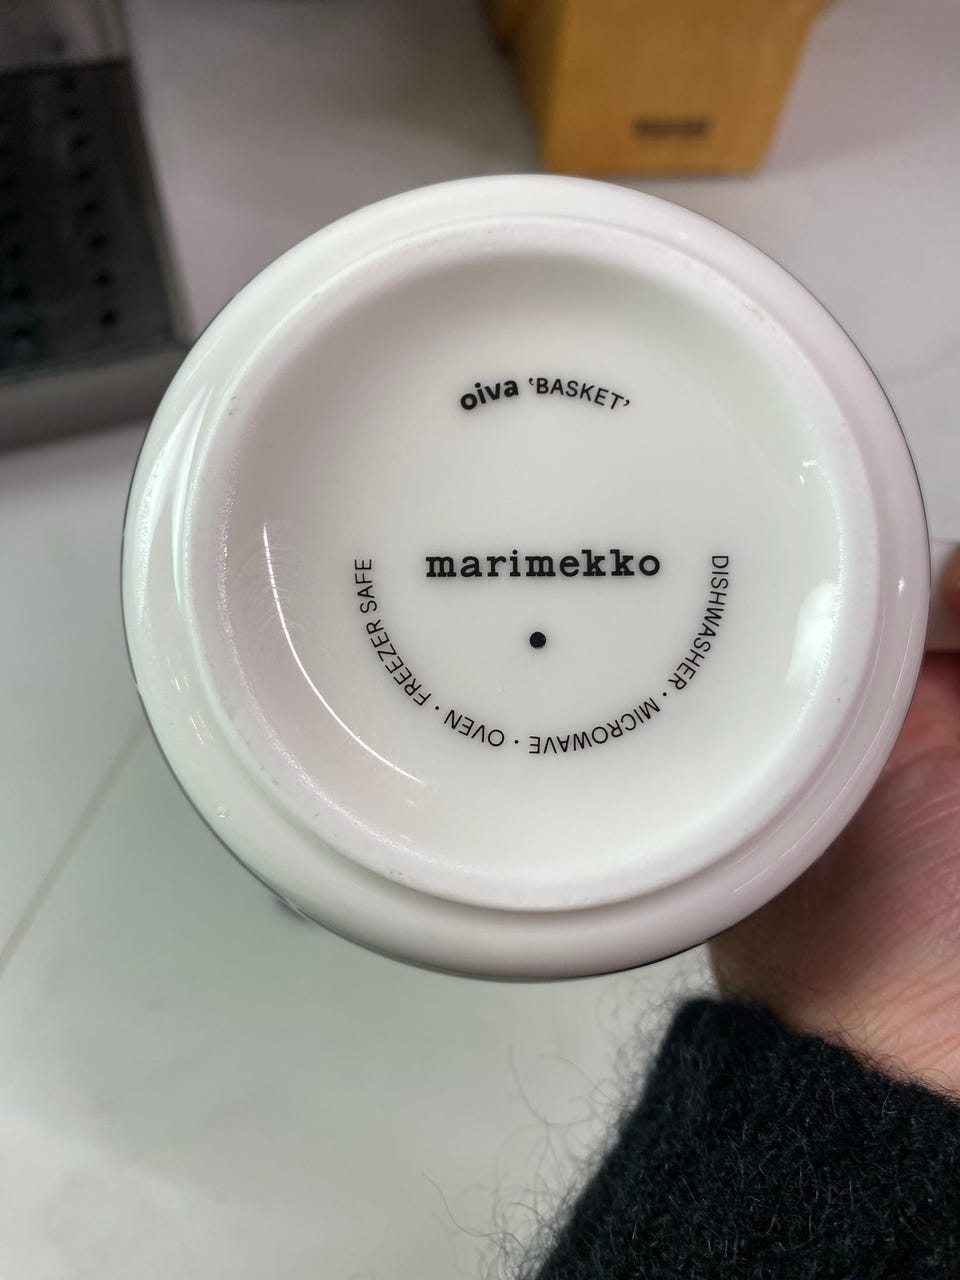 oiva ‘BASKET’
marimekko
DISHWASHER · MICROWAVE · OVEN · FREEZER SAFE